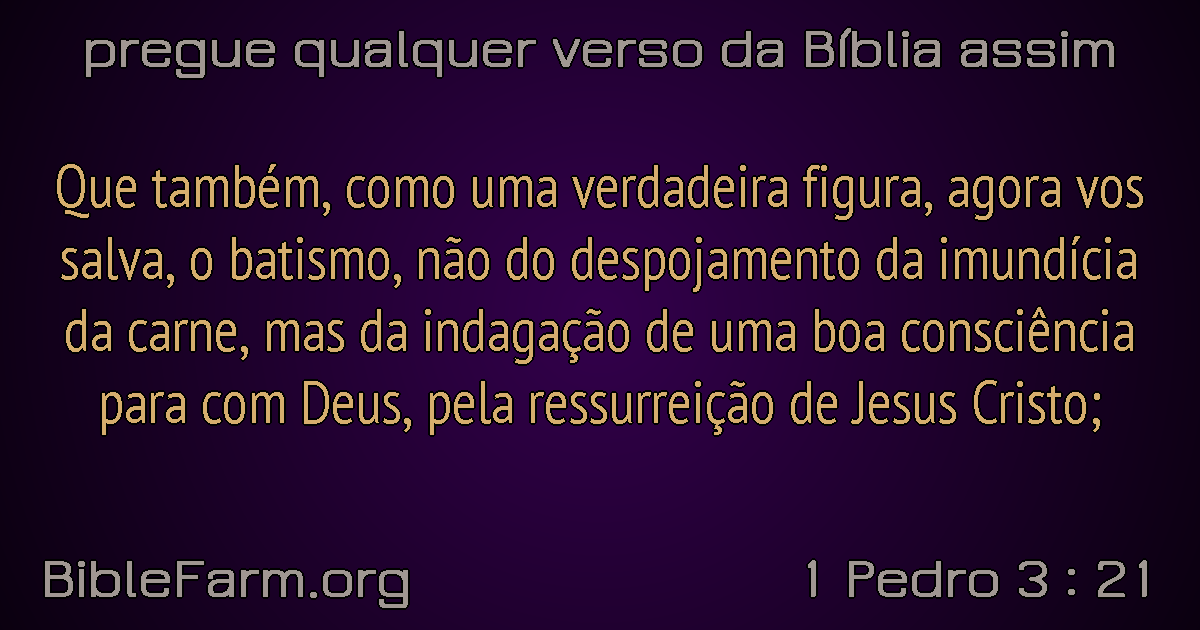 pregue qualquer verso da Bíblia assim
Que também, como uma verdadeira figura, agora vos
salva, o batismo, não do despojamento da imundícia
da carne, mas da indagação de uma boa consciência
para com Deus, pela ressurreição de Jesus Cristo;
BibleFarm.org
1 Pedro 3 : 21